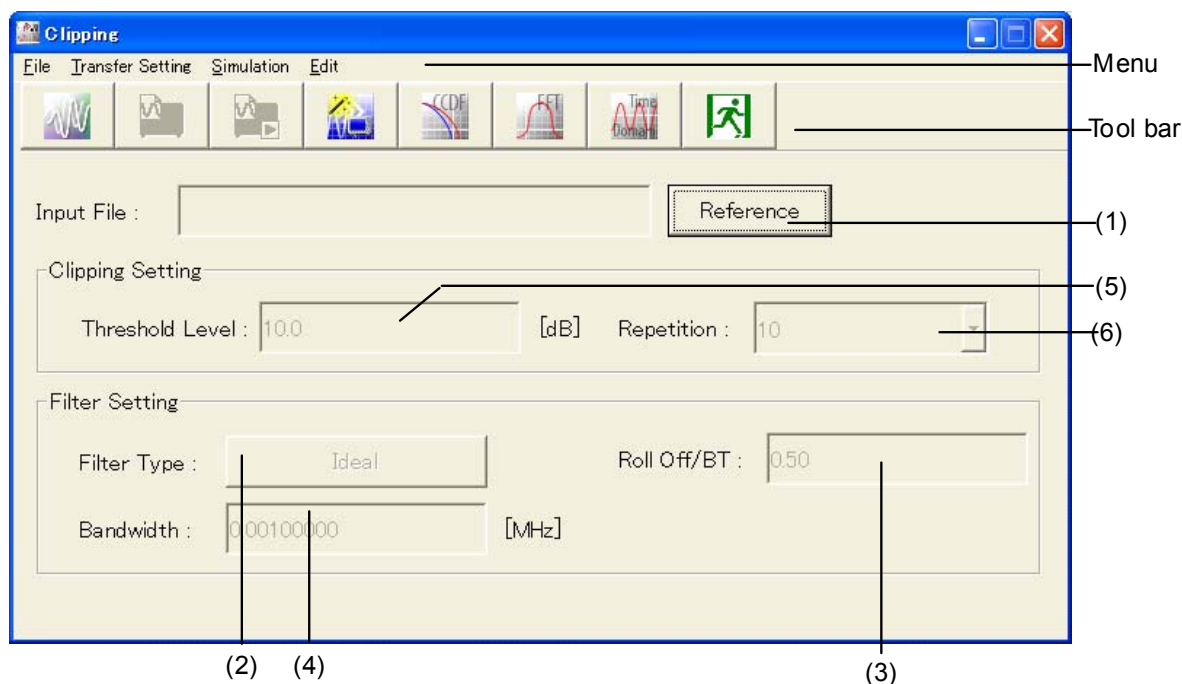 Clipping
File Transfer Setting Simulation Edit
Menu
CCDF
FFT
Time
Domain
Tool bar
Input File :
Reference
(1)
Clipping Setting
(5)
Threshold Level : 10.0 [dB] Repetition : 10
(6)
Filter Setting
Filter Type : Ideal Roll Off/BT : 0.50
Bandwidth : 0.00100000 [MHz]
(2) (4) (3)